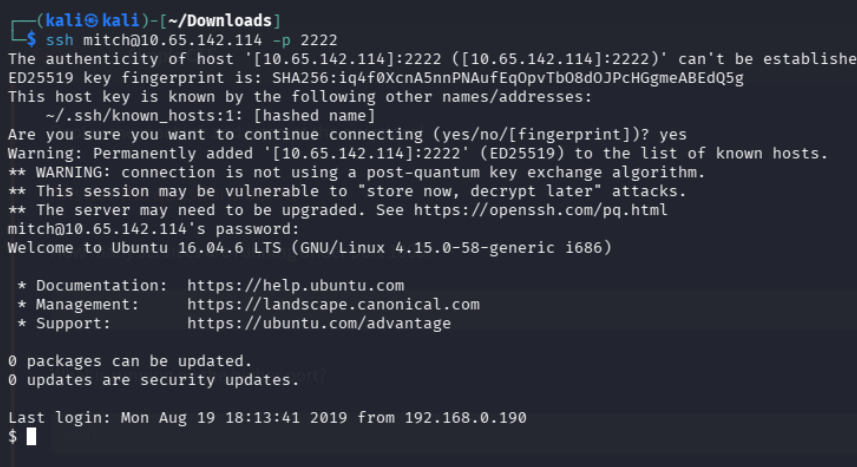 ┌──(kali㉿kali)-[~/Downloads]
└─$ ssh mitch@10.65.142.114 -p 2222
The authenticity of host '[10.65.142.114]:2222 ([10.65.142.114]:2222)' can't be establishe
ED25519 key fingerprint is: SHA256:iq4f0XcnA5nnPNAufEqOpvTbO8dOJPcHGgmeABEdQ5g
This host key is known by the following other names/addresses:
    ~/.ssh/known_hosts:1: [hashed name]
Are you sure you want to continue connecting (yes/no/[fingerprint])? yes
Warning: Permanently added '[10.65.142.114]:2222' (ED25519) to the list of known hosts.
** WARNING: connection is not using a post-quantum key exchange algorithm.
** This session may be vulnerable to "store now, decrypt later" attacks.
** The server may need to be upgraded. See https://openssh.com/pq.html
mitch@10.65.142.114's password:
Welcome to Ubuntu 16.04.6 LTS (GNU/Linux 4.15.0-58-generic i686)

 * Documentation:  https://help.ubuntu.com
 * Management:     https://landscape.canonical.com
 * Support:        https://ubuntu.com/advantage

0 packages can be updated.
0 updates are security updates.

Last login: Mon Aug 19 18:13:41 2019 from 192.168.0.190
$